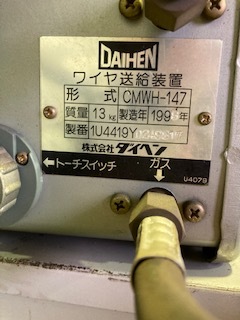 DAIHEN
ワイヤ送給装置
形 式 CMWH-147
質量 13 kg 製造年 199 年
製番 1U4419Y
株式会社 ダイヘン
←トーチスイッチ ガス↓
U4079